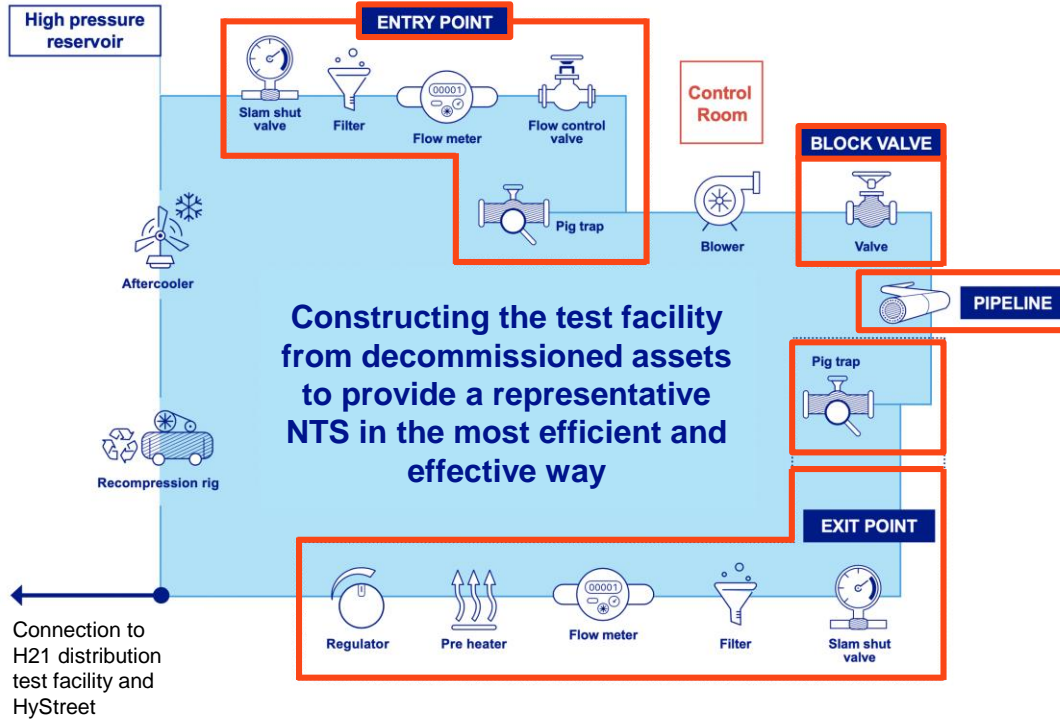 High pressure
reservoir
ENTRY POINT
Slam shut
valve
Filter
00001
Flow meter
Flow control
valve
Control
Room
BLOCK VALVE
Pig trap
Blower
Valve
Aftercooler
PIPELINE
Constructing the test facility
from decommissioned assets
to provide a representative
NTS in the most efficient and
effective way
Pig trap
Recompression rig
EXIT POINT
Regulator
Pre heater
00001
Flow meter
Filter
Slam shut
valve
Connection to
H21 distribution
test facility and
HyStreet